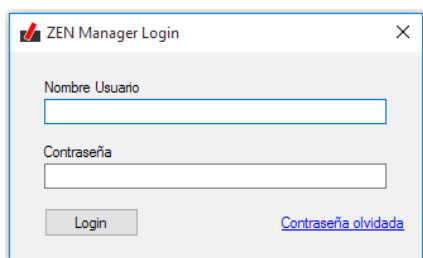 ZEN Manager Login
Nombre Usuario
Contraseña
Login Contraseña olvidada